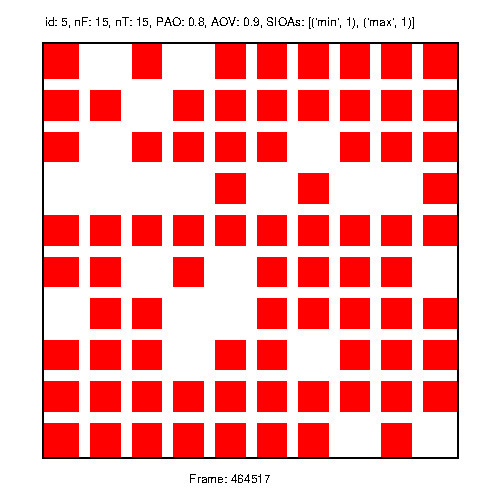 id: 5, nF: 15, nT: 15, PAO: 0.8, AOV: 0.9, SIOAs: [('min', 1), ('max', 1)]
Frame: 464517